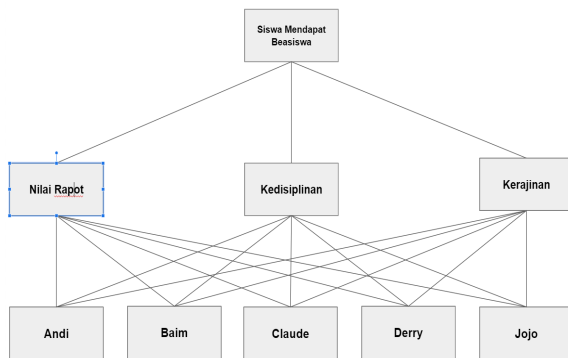 Siswa Mendapat
Beasiswa
Nilai Rapot
Kedisiplinan
Kerajinan
Andi
Baim
Claude
Derry
Jojo